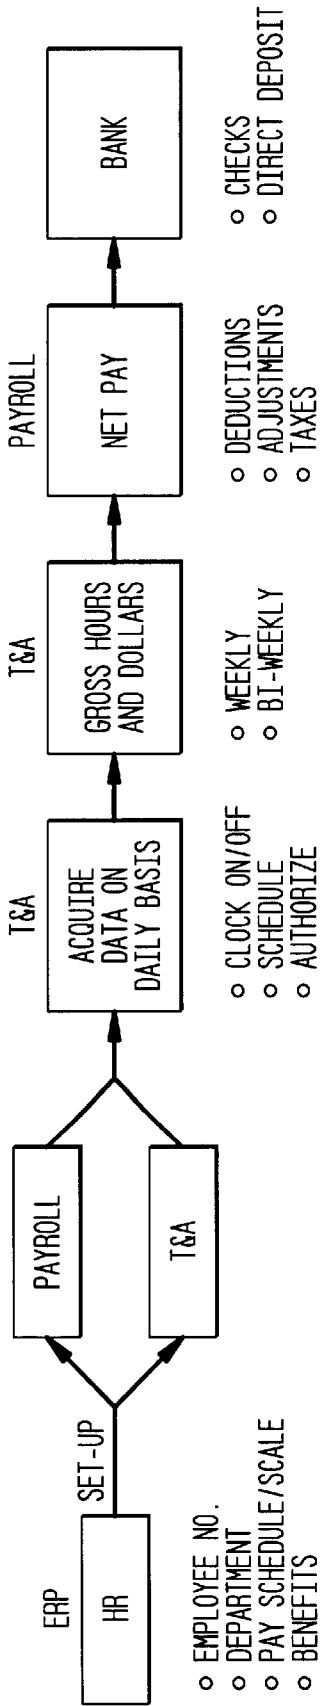 ERP
HR
o EMPLOYEE NO.
o DEPARTMENT
o PAY SCHEDULE/SCALE
o BENEFITS
SET-UP
PAYROLL
T&A
T&A
ACQUIRE
DATA ON
DAILY BASIS
o CLOCK ON/OFF
o SCHEDULE
o AUTHORIZE
T&A
GROSS HOURS
AND DOLLARS
o WEEKLY
o BI-WEEKLY
PAYROLL
NET PAY
o DEDUCTIONS
o ADJUSTMENTS
o TAXES
BANK
o CHECKS
o DIRECT DEPOSIT